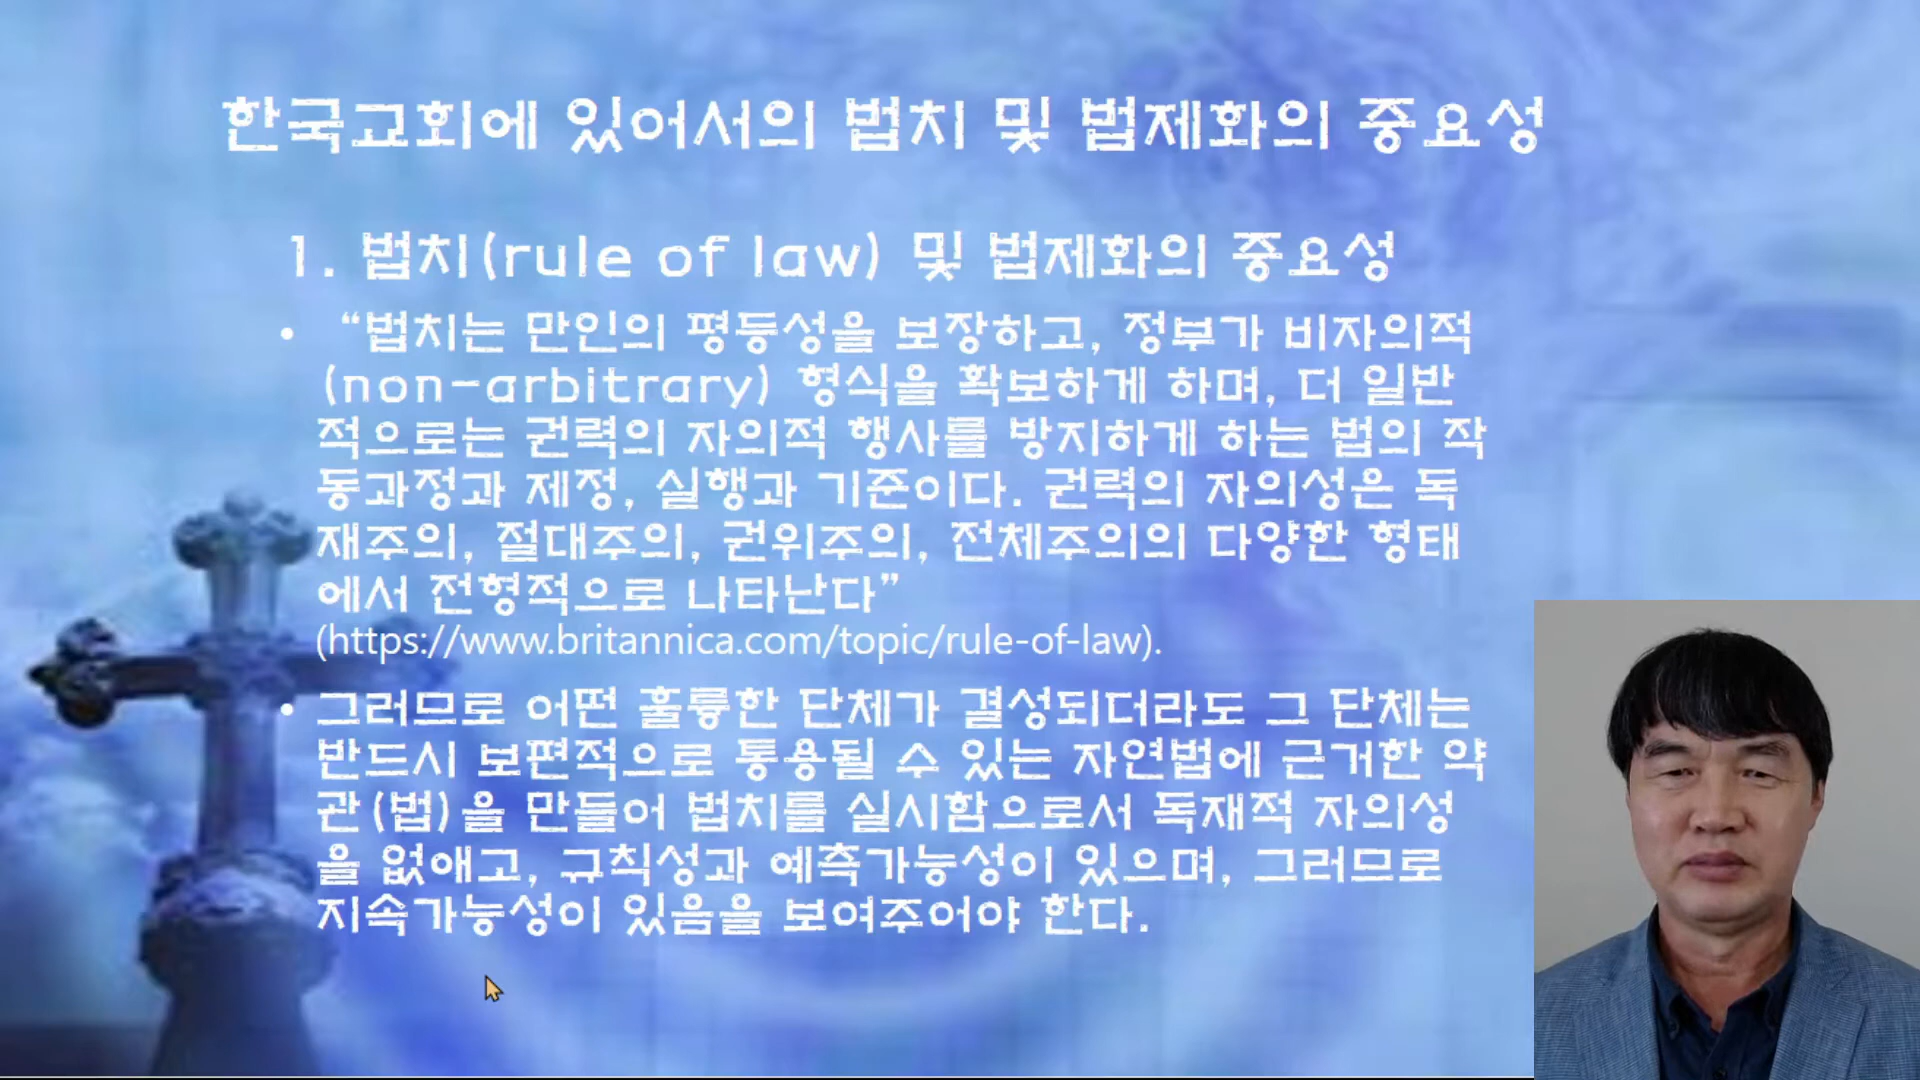 한국교회에 있어서의 법치 및 법제화의 중요성
1. 법치(rule of law) 및 법제화의 중요성
• “법치는 만인의 평등성을 보장하고, 정부가 비자의적
(non-arbitrary) 형식을 확보하게 하며, 더 일반
적으로는 권력의 자의적 행사를 방지하게 하는 법의 작
동과정과 제정, 실행과 기준이다. 권력의 자의성은 독
재주의, 절대주의, 권위주의, 전체주의의 다양한 형태
에서 전형적으로 나타난다”
(https://www.britannica.com/topic/rule-of-law).
• 그러므로 어떤 훌륭한 단체가 결성되더라도 그 단체는
반드시 보편적으로 통용될 수 있는 자연법에 근거한 약
관(법)을 만들어 법치를 실시함으로서 독재적 자의성
을 없애고, 규칙성과 예측가능성이 있으며, 그러므로
지속가능성이 있음을 보여주어야 한다.